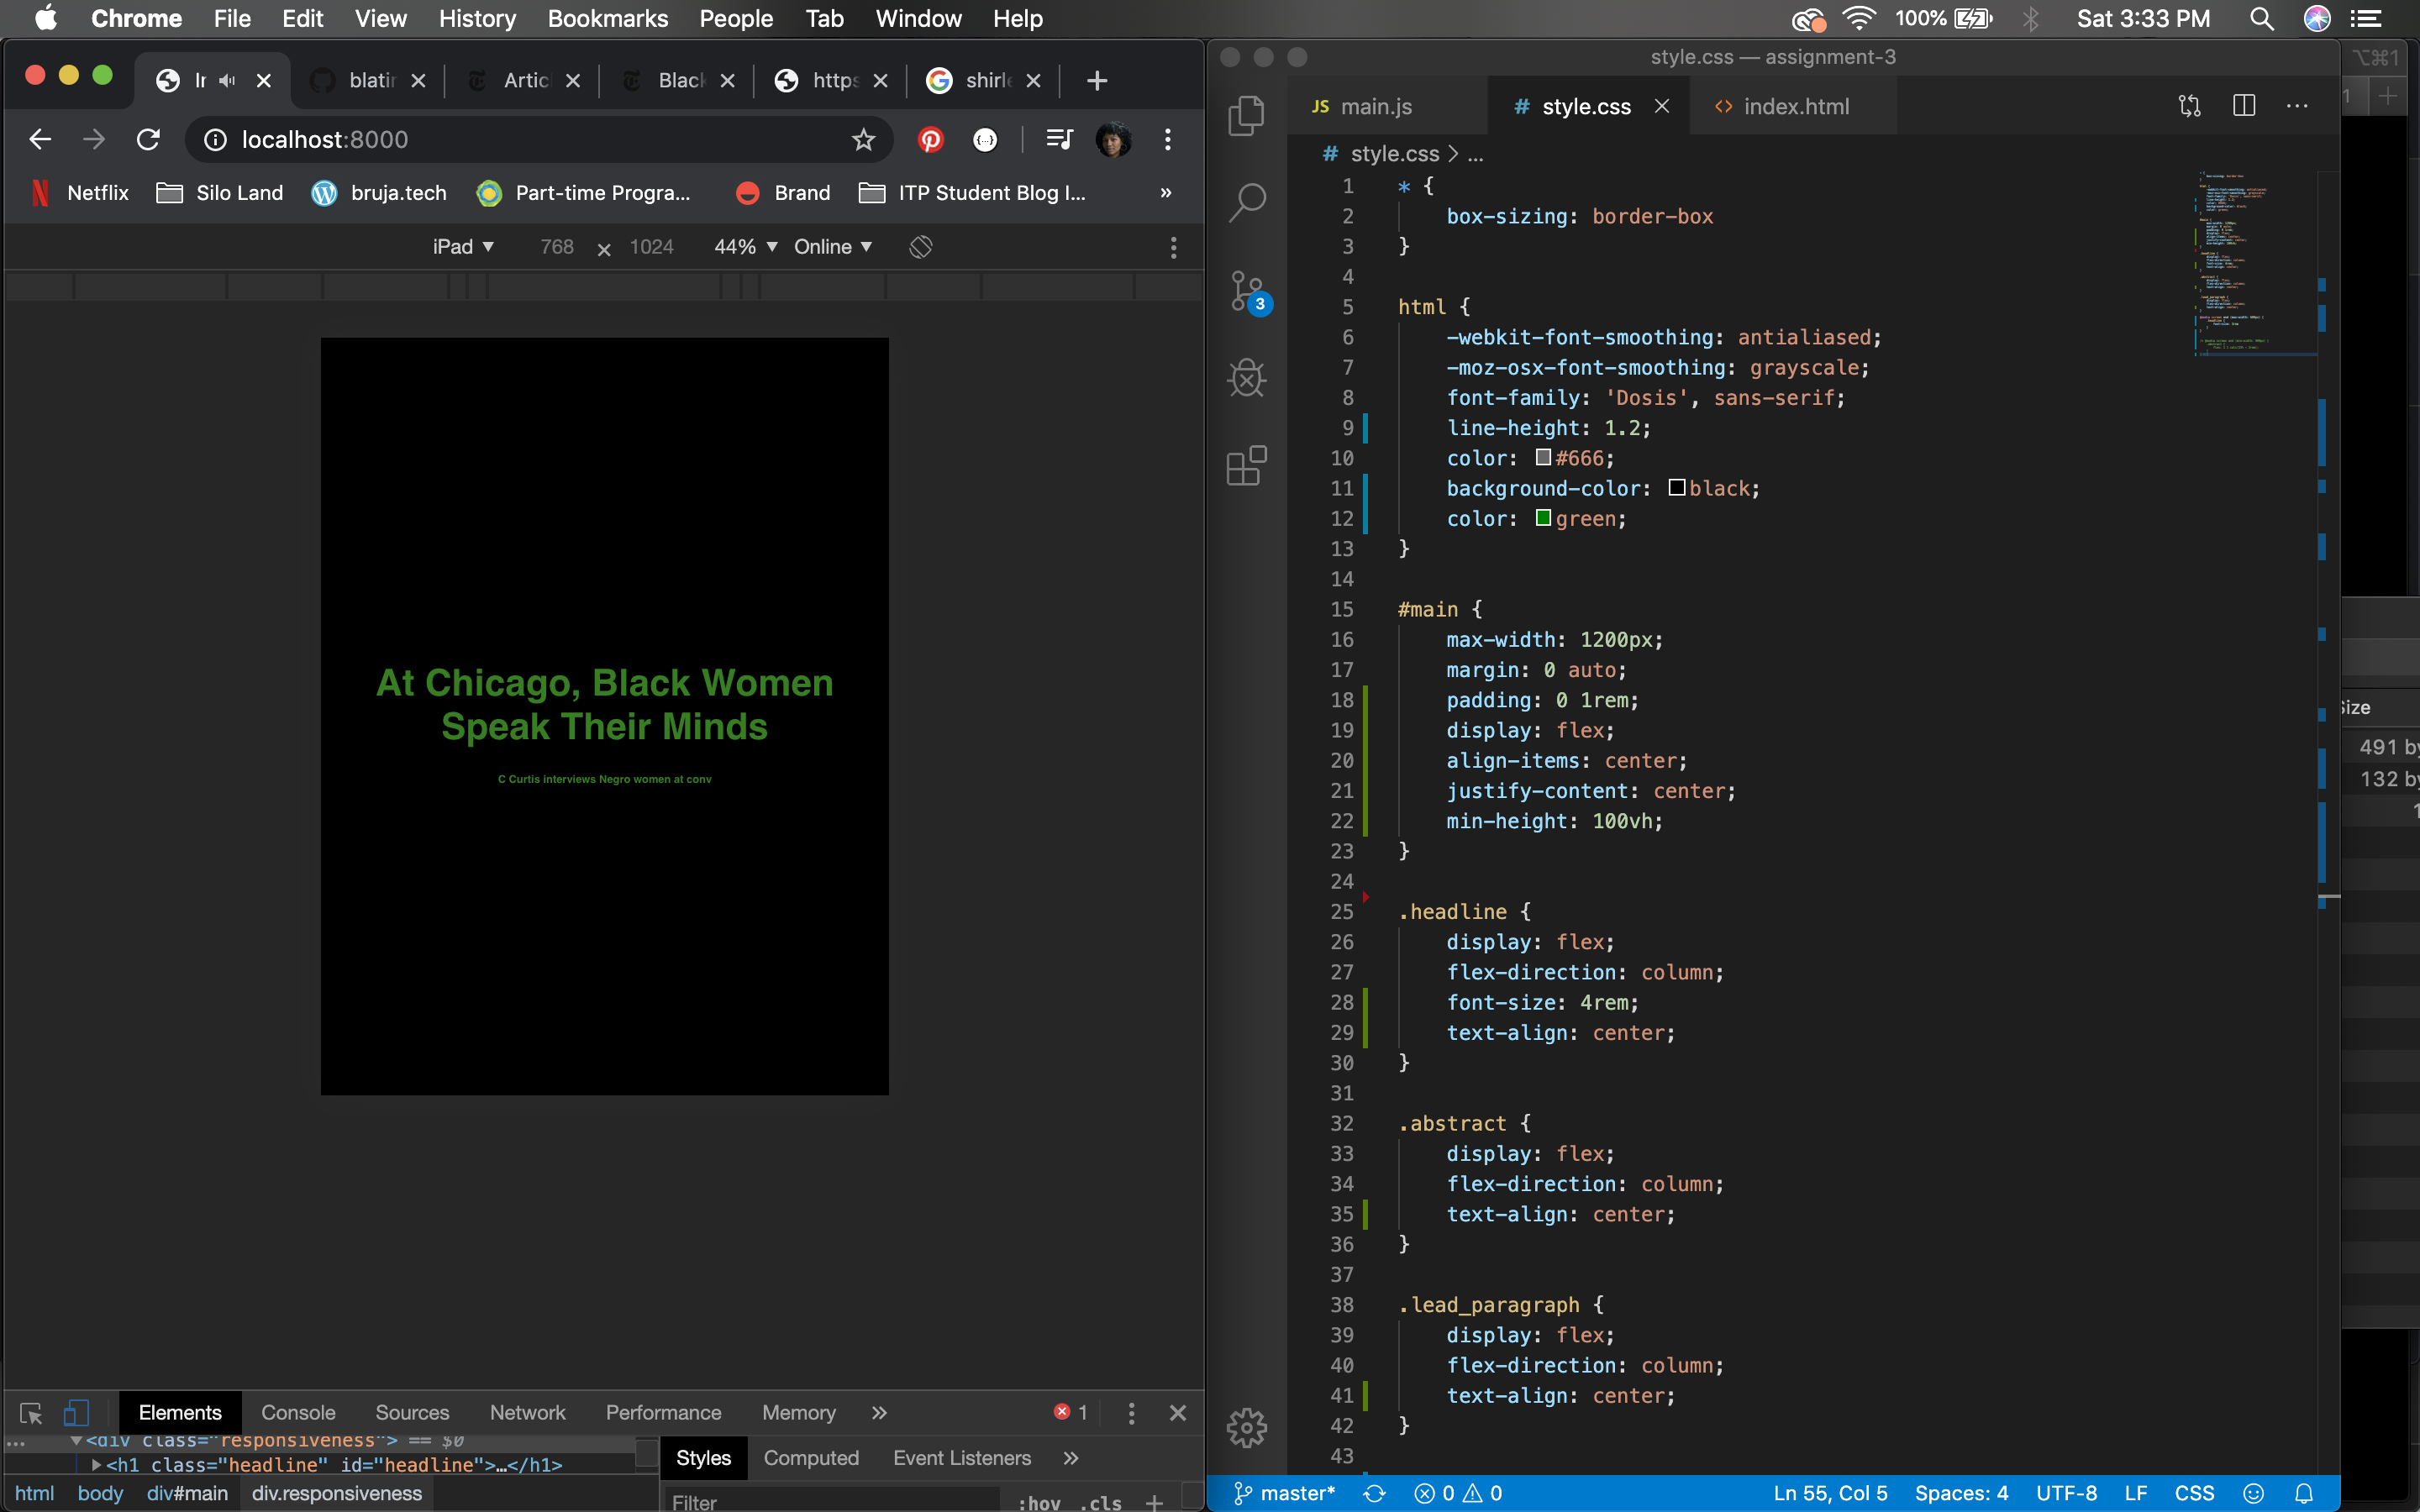 Chrome File Edit View History Bookmarks People Tab Window Help 100% Sat 3:33 PM
Ir blatir Articl Black https shirle
localhost:8000
Netflix Silo Land bruja.tech Part-time Progra... Brand ITP Student Blog I... »
iPad 768 × 1024 44% Online
At Chicago, Black Women
Speak Their Minds
C Curtis interviews Negro women at conv
Elements Console Sources Network Performance Memory » 1
... <div class="responsiveness"> == $0
<h1 class="headline" id="headline">…</h1>
html body div#main div.responsiveness
Styles Computed Event Listeners »
Filter :hov .cls +
style.css — assignment-3
JS main.js # style.css <> index.html ...
# style.css > ...
3
1 * {
2 box-sizing: border-box
3 }
4
5 html {
6 -webkit-font-smoothing: antialiased;
7 -moz-osx-font-smoothing: grayscale;
8 font-family: 'Dosis', sans-serif;
9 line-height: 1.2;
10 color: #666;
11 background-color: black;
12 color: green;
13 }
14
15 #main {
16 max-width: 1200px;
17 margin: 0 auto;
18 padding: 0 1rem;
19 display: flex;
20 align-items: center;
21 justify-content: center;
22 min-height: 100vh;
23 }
24
25 .headline {
26 display: flex;
27 flex-direction: column;
28 font-size: 4rem;
29 text-align: center;
30 }
31
32 .abstract {
33 display: flex;
34 flex-direction: column;
35 text-align: center;
36 }
37
38 .lead_paragraph {
39 display: flex;
40 flex-direction: column;
41 text-align: center;
42 }
43
master* 0 0 Ln 55, Col 5 Spaces: 4 UTF-8 LF CSS
⌥⌘1
1
Size
491 by
132 by
1